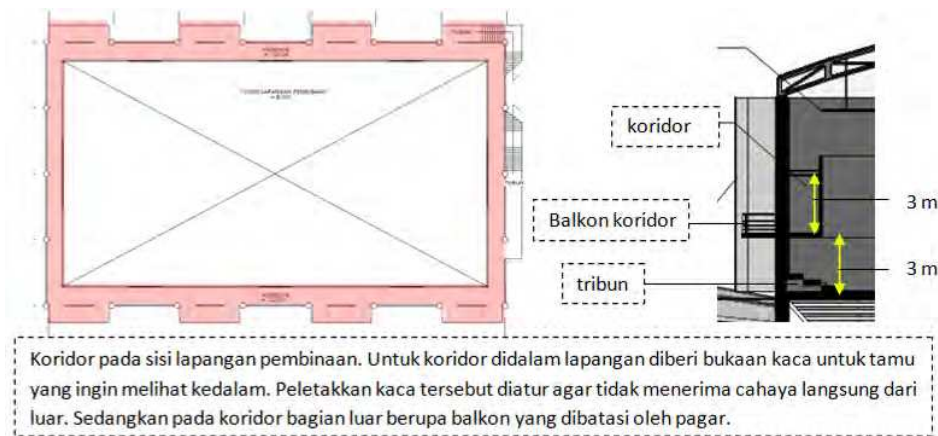 koridor
Balkon koridor
tribun
3 m
3 m
Koridor pada sisi lapangan pembinaan. Untuk koridor didalam lapangan diberi bukaan kaca untuk tamu
yang ingin melihat kedalam. Peletakkan kaca tersebut diatur agar tidak menerima cahaya langsung dari
luar. Sedangkan pada koridor bagian luar berupa balkon yang dibatasi oleh pagar.